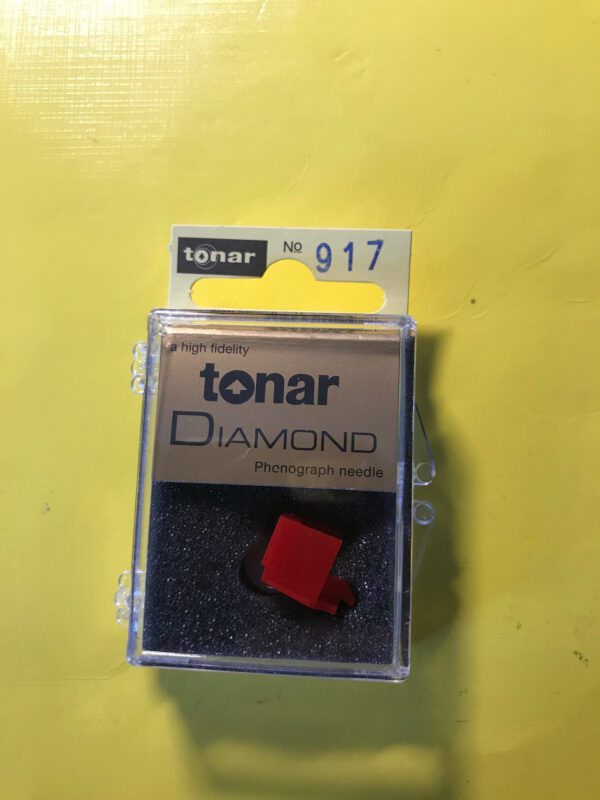 tonar No 917
a high fidelity
tonar
DIAMOND
Phonograph needle